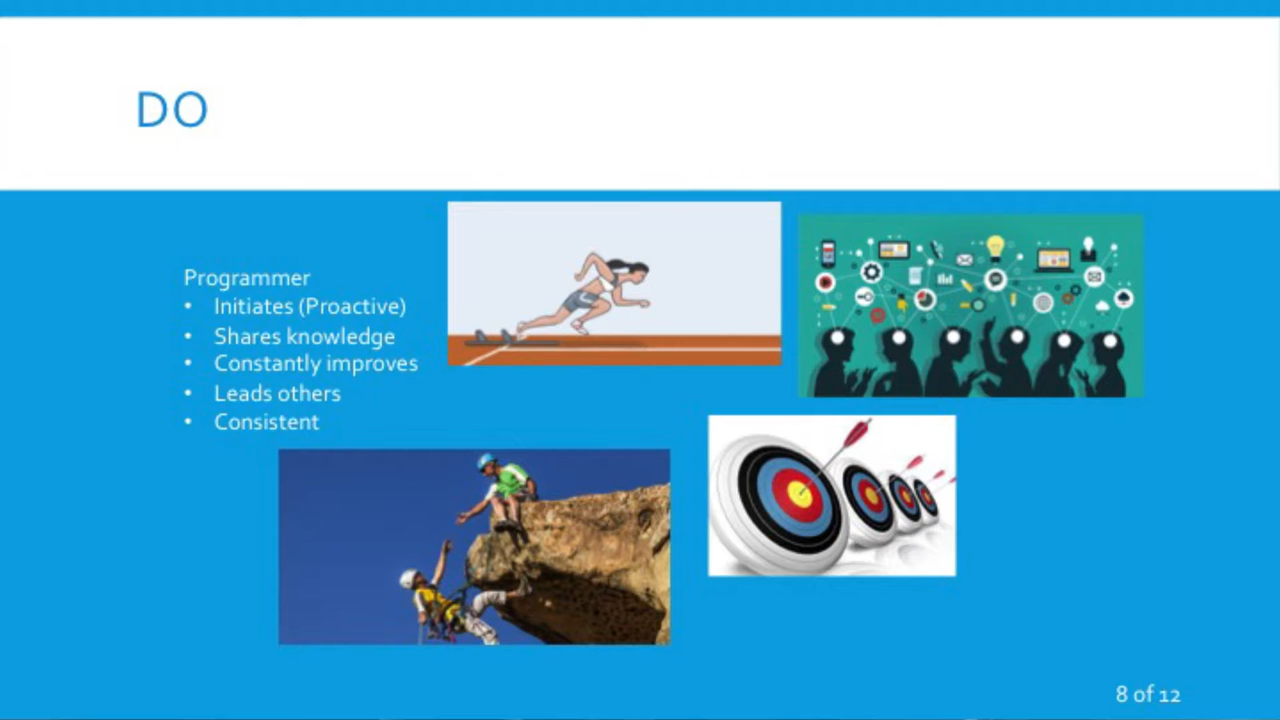 DO
Programmer
• Initiates (Proactive)
• Shares knowledge
• Constantly improves
• Leads others
• Consistent
8 of 12